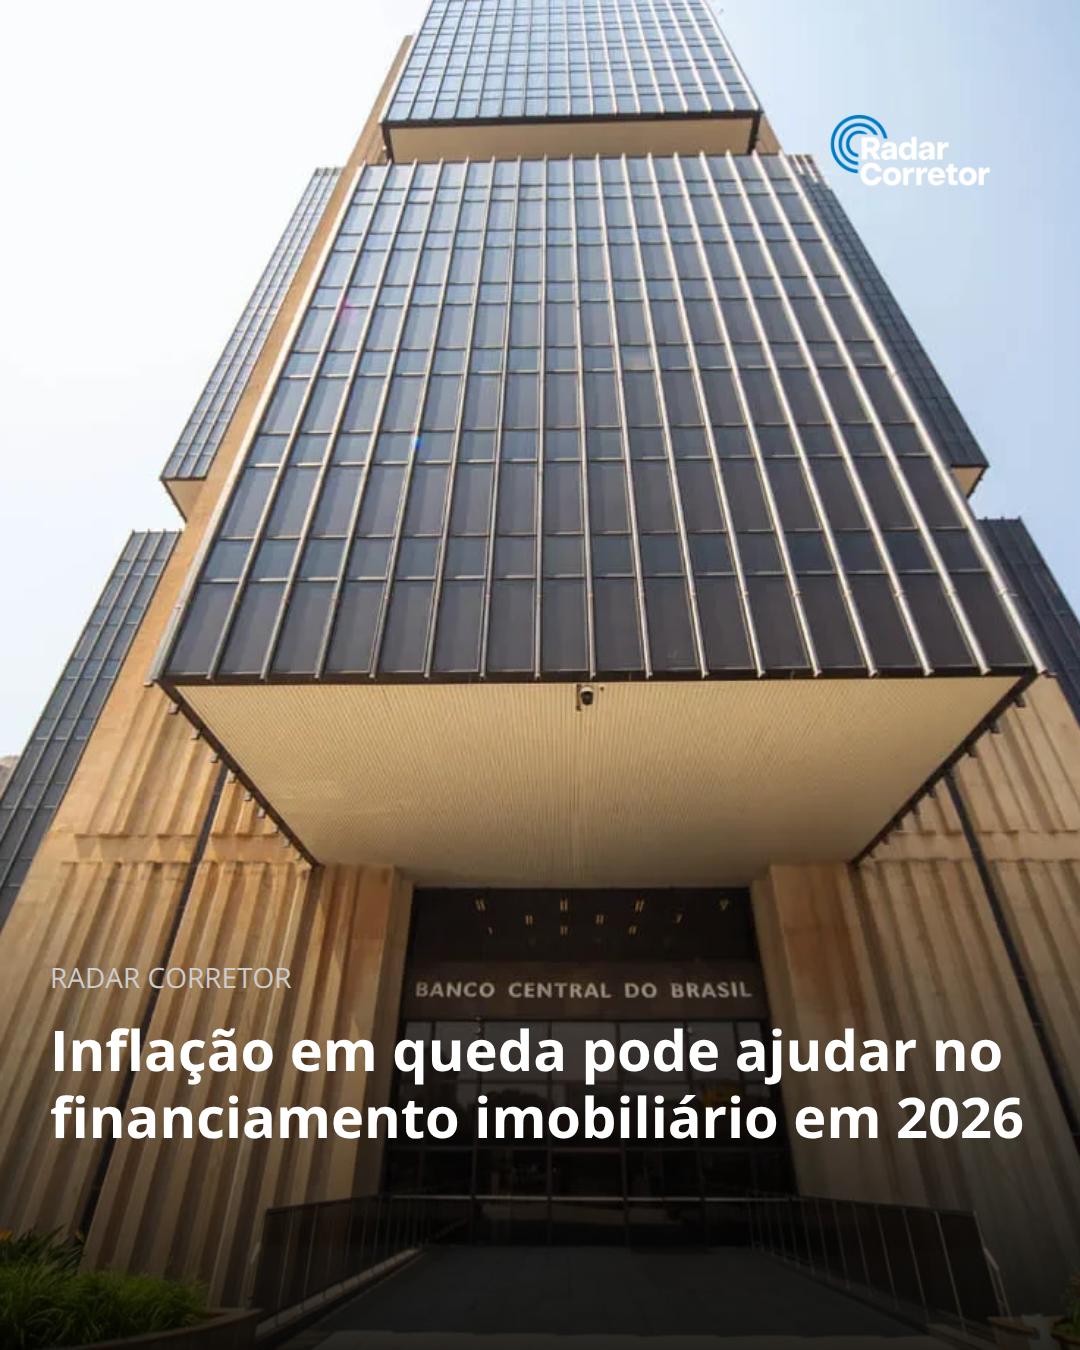 Radar
Corretor
RADAR CORRETOR
BANCO CENTRAL DO BRASIL
Inflação em queda pode ajudar no
financiamento imobiliário em 2026